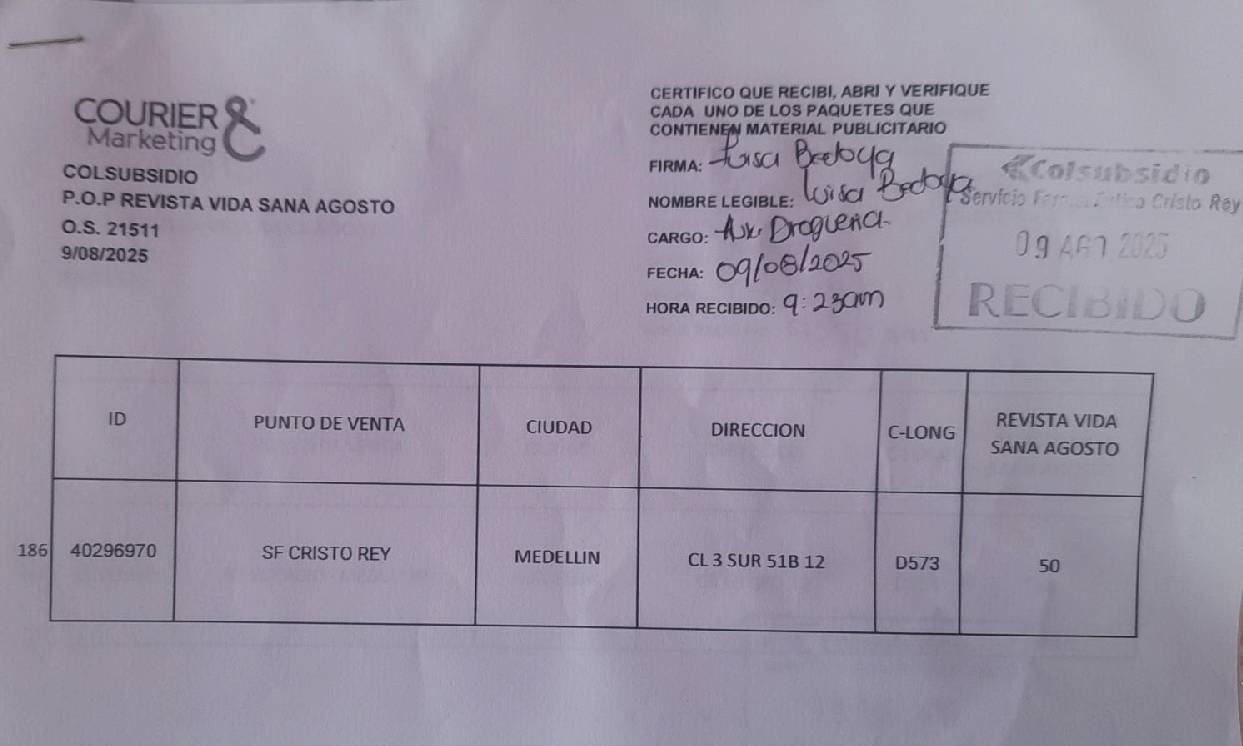 COURIER &
Marketing
COLSUBSIDIO
P.O.P REVISTA VIDA SANA AGOSTO
O.S. 21511
9/08/2025
CERTIFICO QUE RECIBI, ABRI Y VERIFIQUE
CADA UNO DE LOS PAQUETES QUE
CONTIENEN MATERIAL PUBLICITARIO
FIRMA: Luisa Bedoya
NOMBRE LEGIBLE: Luisa Bedoya
CARGO: Aux. Drogueria.
FECHA: 09/08/2025
HORA RECIBIDO: 9:23am
Colsubsidio
Servicio Farmacéutico Cristo Rey
09 AGO 2025
RECIBIDO
ID PUNTO DE VENTA CIUDAD DIRECCION C-LONG REVISTA VIDA
SANA AGOSTO
186 40296970 SF CRISTO REY MEDELLIN CL 3 SUR 51B 12 D573 50